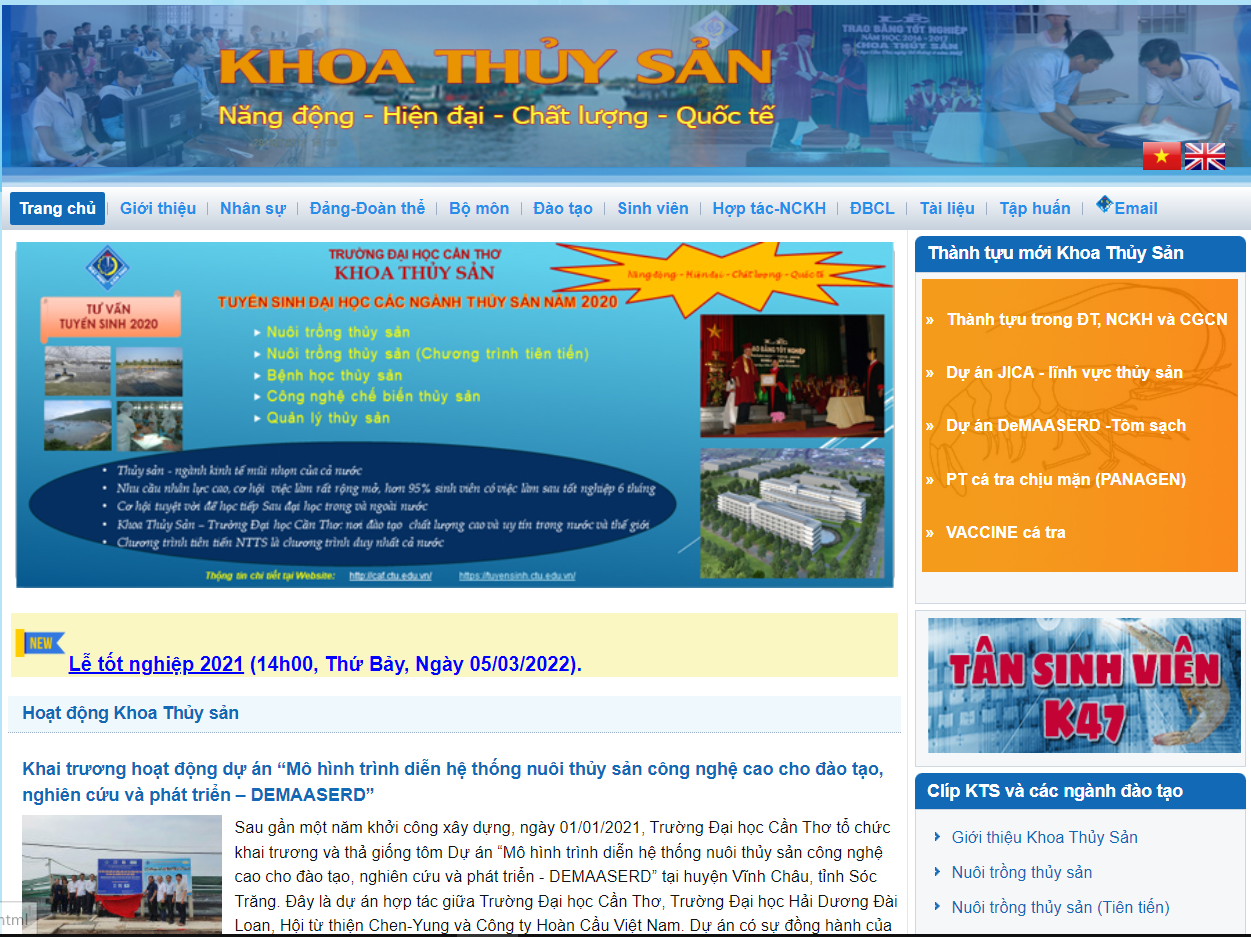 KHOA THỦY SẢN
Năng động - Hiện đại - Chất lượng - Quốc tế
TRAO BẰNG TỐT NGHIỆP
NĂM HỌC 2016 - 2017
KHOA THỦY SẢN
Trang chủ
Giới thiệu
Nhân sự
Đảng-Đoàn thể
Bộ môn
Đào tạo
Sinh viên
Hợp tác-NCKH
ĐBCL
Tài liệu
Tập huấn
Email
TRƯỜNG ĐẠI HỌC CẦN THƠ
KHOA THỦY SẢN
Năng động - Hiện đại - Chất lượng - Quốc tế
TƯ VẤN
TUYỂN SINH 2020
TUYỂN SINH ĐẠI HỌC CÁC NGÀNH THỦY SẢN NĂM 2020
Nuôi trồng thủy sản
Nuôi trồng thủy sản (Chương trình tiên tiến)
Bệnh học thủy sản
Công nghệ chế biến thủy sản
Quản lý thủy sản
• Thủy sản - ngành kinh tế mũi nhọn của cả nước
• Nhu cầu nhân lực cao, cơ hội việc làm rất rộng mở, hơn 95% sinh viên có việc làm sau tốt nghiệp 6 tháng
• Cơ hội tuyệt vời để học tiếp Sau đại học trong và ngoài nước
• Khoa Thủy Sản – Trường Đại học Cần Thơ: nơi đào tạo chất lượng cao và uy tín trong nước và thế giới
• Chương trình tiên tiến NTTS là chương trình duy nhất cả nước
Thông tin chi tiết tại Website: http://caf.ctu.edu.vn/ https://tuyensinh.ctu.edu.vn/
NEW
Lễ tốt nghiệp 2021 (14h00, Thứ Bảy, Ngày 05/03/2022).
Hoạt động Khoa Thủy sản
Khai trương hoạt động dự án “Mô hình trình diễn hệ thống nuôi thủy sản công nghệ cao cho đào tạo,
nghiên cứu và phát triển – DEMAASERD”
Sau gần một năm khởi công xây dựng, ngày 01/01/2021, Trường Đại học Cần Thơ tổ chức
khai trương và thả giống tôm Dự án “Mô hình trình diễn hệ thống nuôi thủy sản công nghệ
cao cho đào tạo, nghiên cứu và phát triển - DEMAASERD” tại huyện Vĩnh Châu, tỉnh Sóc
Trăng. Đây là dự án hợp tác giữa Trường Đại học Cần Thơ, Trường Đại học Hải Dương Đài
Loan, Hội từ thiện Chen-Yung và Công ty Hoàn Cầu Việt Nam. Dự án có sự đồng hành của
html
Thành tựu mới Khoa Thủy Sản
» Thành tựu trong ĐT, NCKH và CGCN
» Dự án JICA - lĩnh vực thủy sản
» Dự án DeMAASERD -Tôm sạch
» PT cá tra chịu mặn (PANAGEN)
» VACCINE cá tra
TÂN SINH VIÊN
K47
Clíp KTS và các ngành đào tạo
Giới thiệu Khoa Thủy Sản
Nuôi trồng thủy sản
Nuôi trồng thủy sản (Tiên tiến)